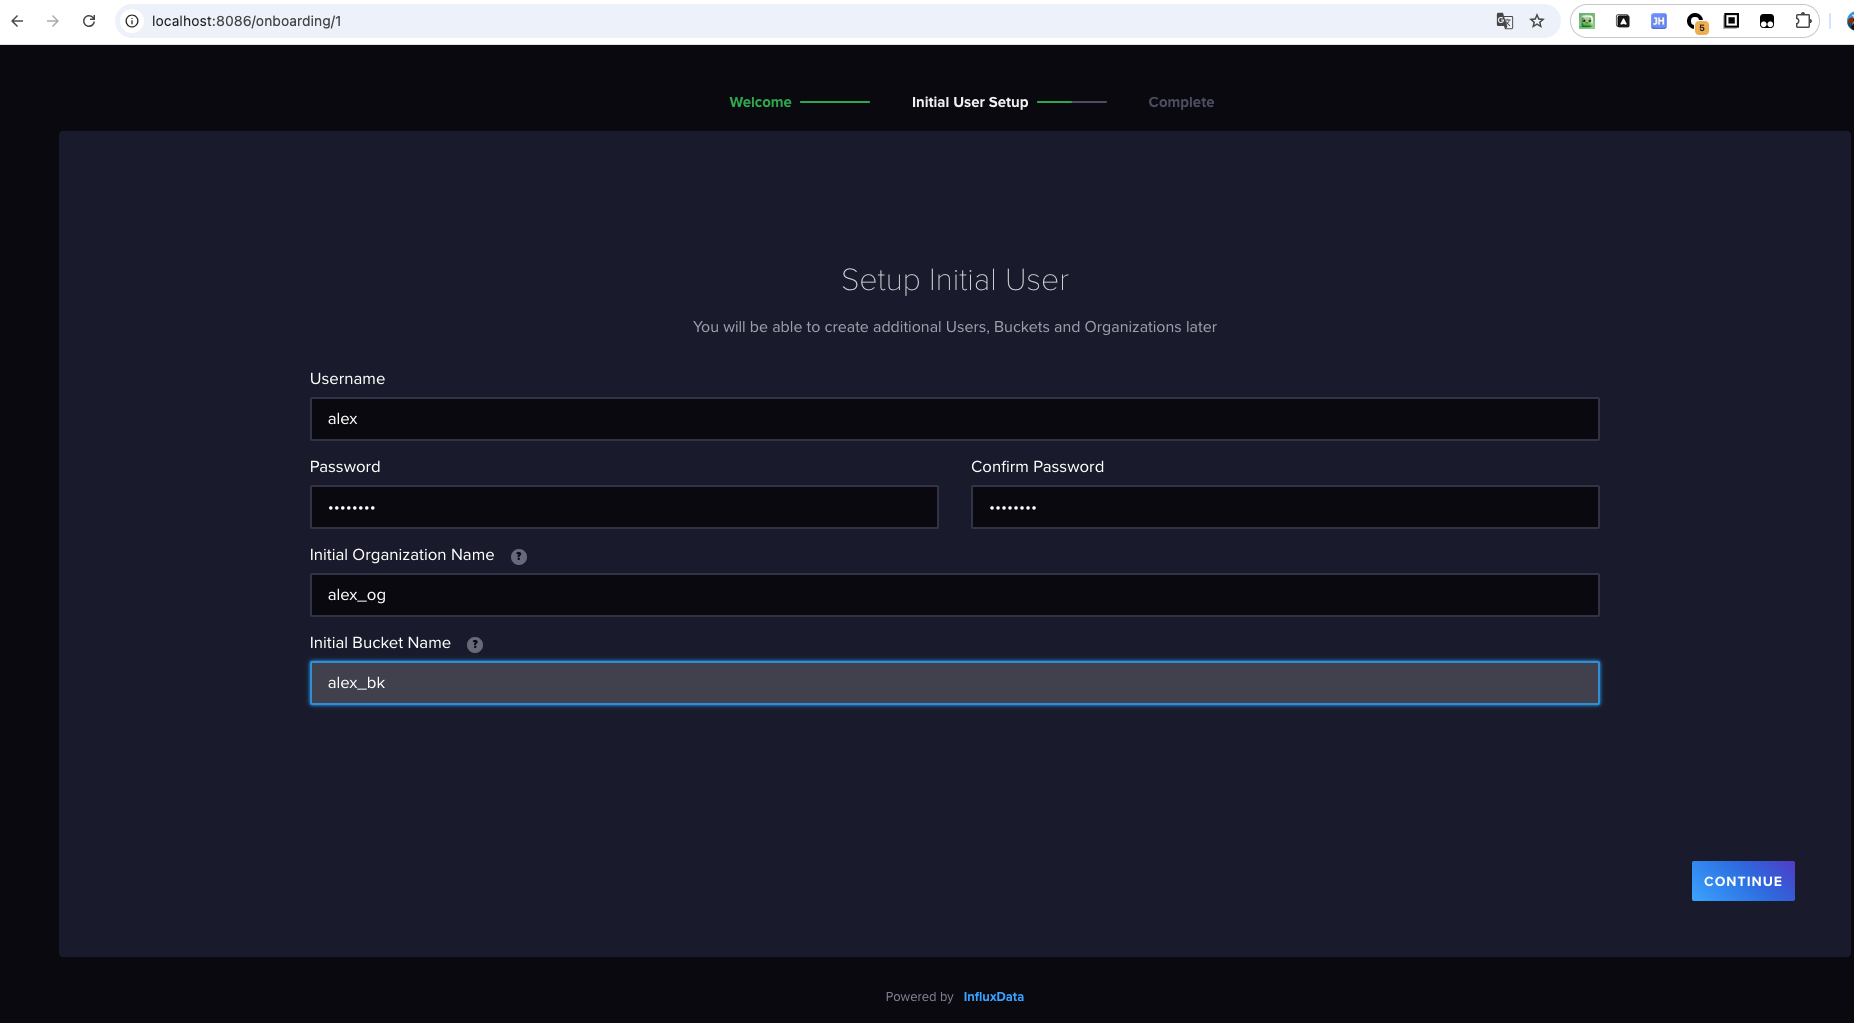 localhost:8086/onboarding/1
JH
5
Welcome
Initial User Setup
Complete
Setup Initial User
You will be able to create additional Users, Buckets and Organizations later
Username
alex
Password
Confirm Password
•••••••• ••••••••
Initial Organization Name ?
alex_og
Initial Bucket Name ?
alex_bk
CONTINUE
Powered by InfluxData